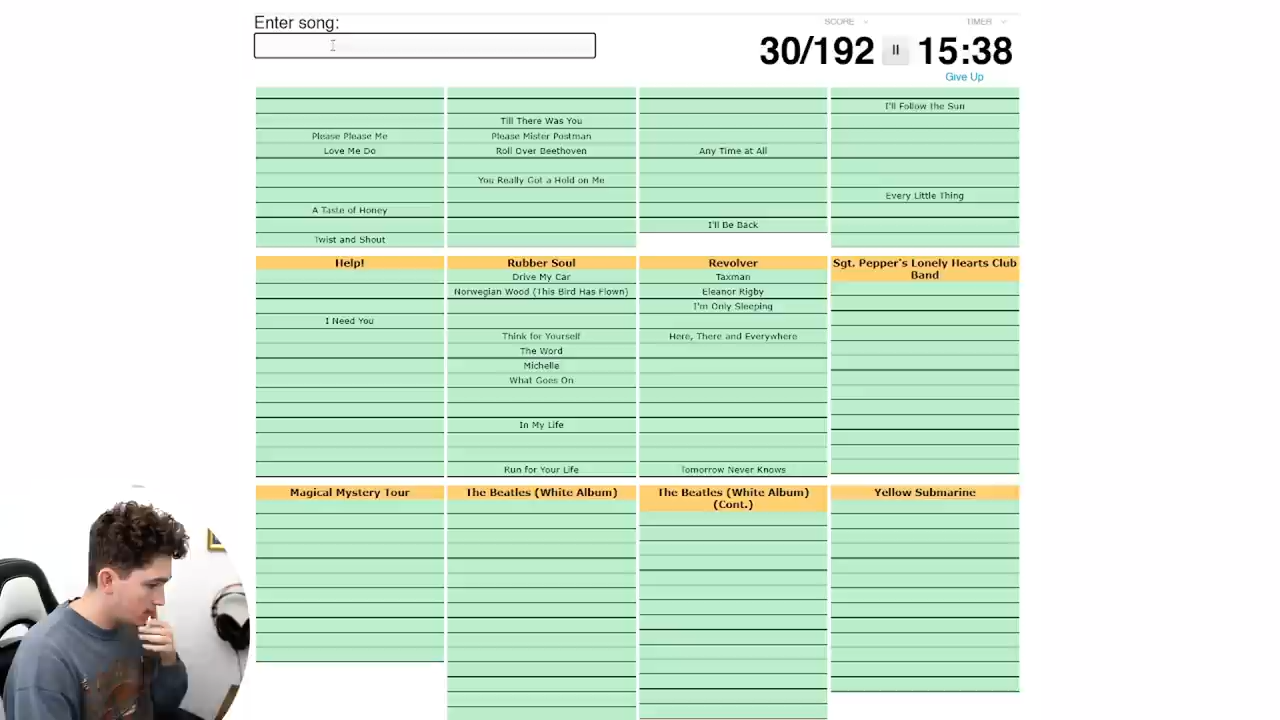 Enter song:
SCORE
TIMER
30/192
15:38
Give Up
Please Please Me
Love Me Do
A Taste of Honey
Twist and Shout
Till There Was You
Please Mister Postman
Roll Over Beethoven
You Really Got a Hold on Me
Any Time at All
I'll Be Back
I'll Follow the Sun
Every Little Thing
Help!
I Need You
Rubber Soul
Drive My Car
Norwegian Wood (This Bird Has Flown)
Think for Yourself
The Word
Michelle
What Goes On
In My Life
Run for Your Life
Revolver
Taxman
Eleanor Rigby
I'm Only Sleeping
Here, There and Everywhere
Tomorrow Never Knows
Sgt. Pepper's Lonely Hearts Club
Band
Magical Mystery Tour
The Beatles (White Album)
The Beatles (White Album)
(Cont.)
Yellow Submarine